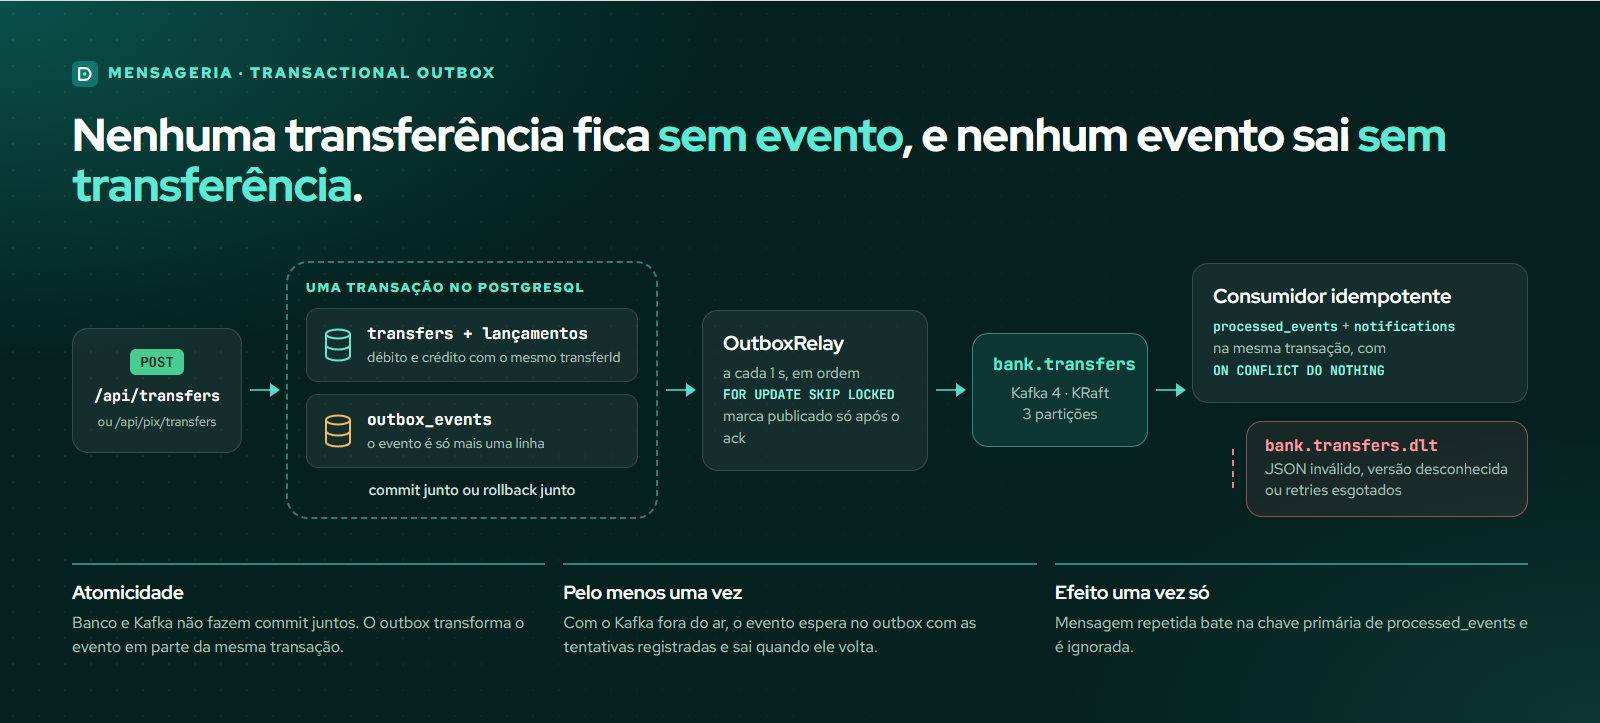 D MENSAGERIA · TRANSACTIONAL OUTBOX
Nenhuma transferência fica sem evento, e nenhum evento sai sem
transferência.
POST
/api/transfers
ou /api/pix/transfers
UMA TRANSAÇÃO NO POSTGRESQL
transfers + lançamentos
débito e crédito com o mesmo transferId
outbox_events
o evento é só mais uma linha
commit junto ou rollback junto
OutboxRelay
a cada 1 s, em ordem
FOR UPDATE SKIP LOCKED
marca publicado só após o
ack
bank.transfers
Kafka 4 · KRaft
3 partições
Consumidor idempotente
processed_events + notifications
na mesma transação, com
ON CONFLICT DO NOTHING
bank.transfers.dlt
JSON inválido, versão desconhecida
ou retries esgotados
Atomicidade
Banco e Kafka não fazem commit juntos. O outbox transforma o
evento em parte da mesma transação.
Pelo menos uma vez
Com o Kafka fora do ar, o evento espera no outbox com as
tentativas registradas e sai quando ele volta.
Efeito uma vez só
Mensagem repetida bate na chave primária de processed_events e
é ignorada.